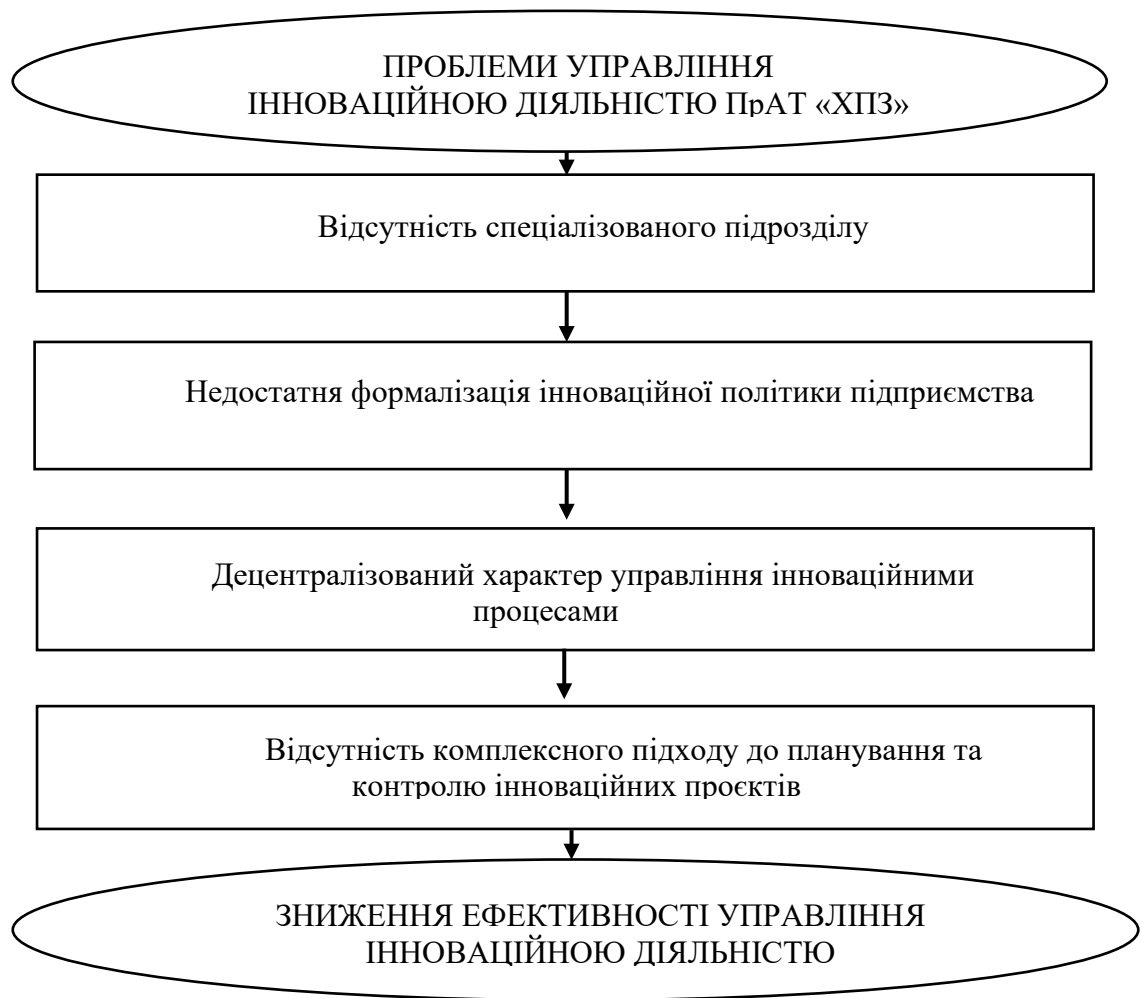 ПРОБЛЕМИ УПРАВЛІННЯ
ІННОВАЦІЙНОЮ ДІЯЛЬНІСТЮ ПрАТ «ХПЗ»
Відсутність спеціалізованого підрозділу
Недостатня формалізація інноваційної політики підприємства
Децентралізований характер управління інноваційними
процесами
Відсутність комплексного підходу до планування та
контролю інноваційних проєктів
ЗНИЖЕННЯ ЕФЕКТИВНОСТІ УПРАВЛІННЯ
ІННОВАЦІЙНОЮ ДІЯЛЬНІСТЮ